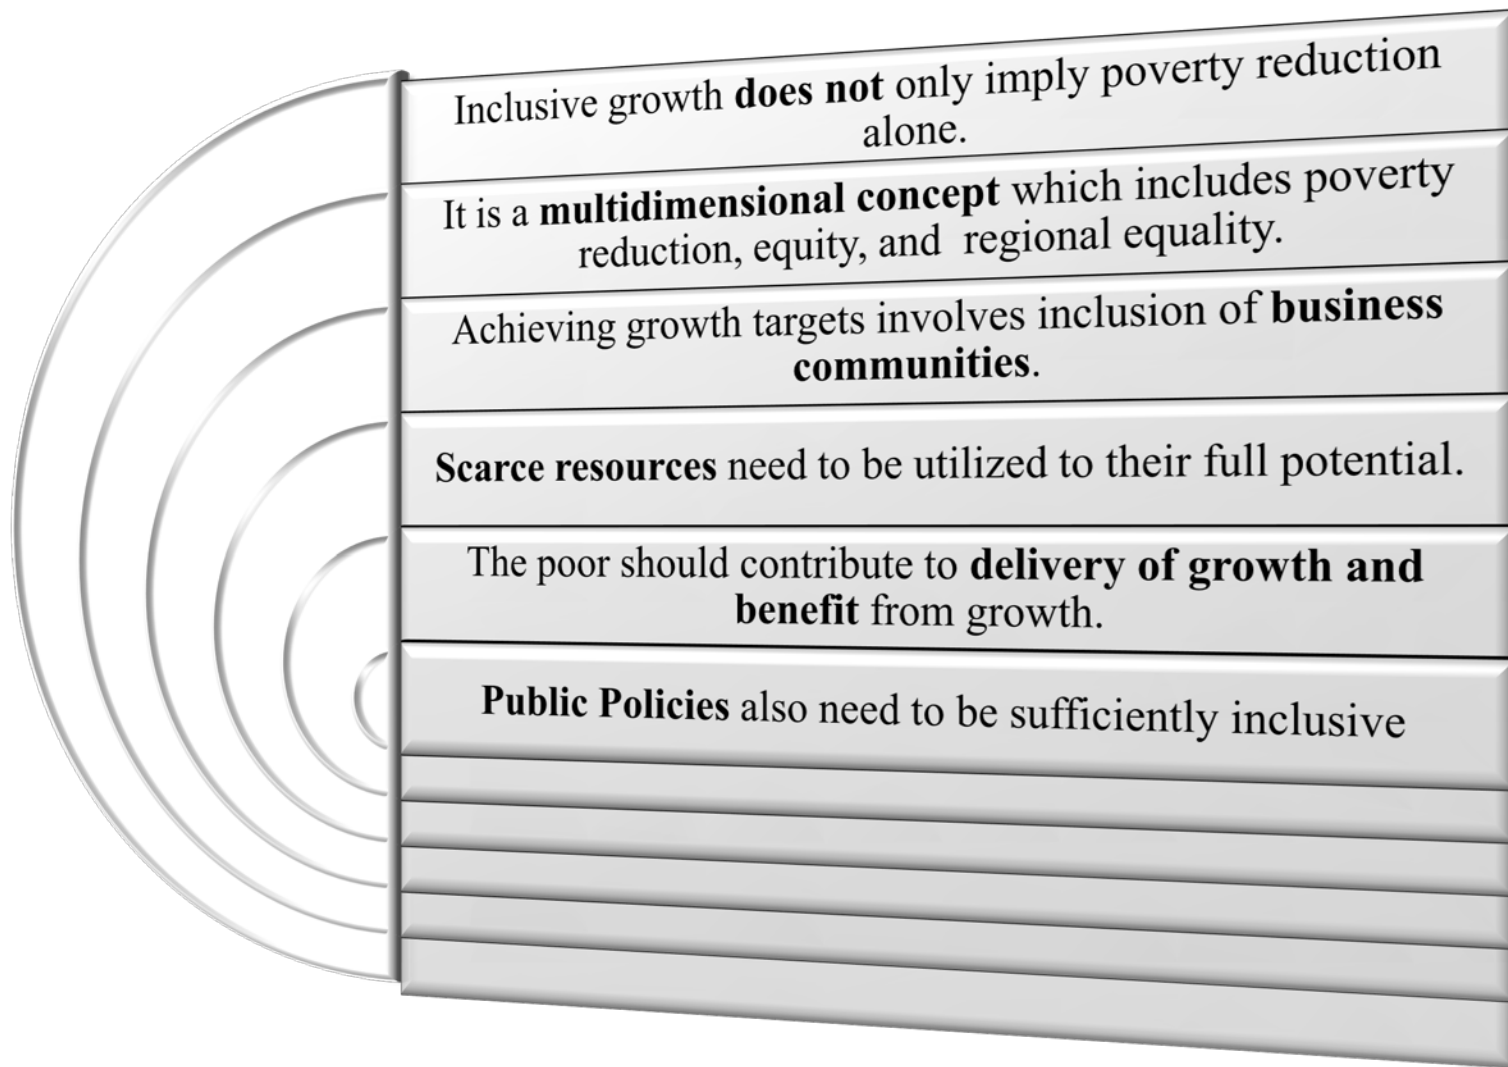 Inclusive growth does not only imply poverty reduction
alone.
It is a multidimensional concept which includes poverty
reduction, equity, and regional equality.
Achieving growth targets involves inclusion of business
communities.
Scarce resources need to be utilized to their full potential.
The poor should contribute to delivery of growth and
benefit from growth.
Public Policies also need to be sufficiently inclusive